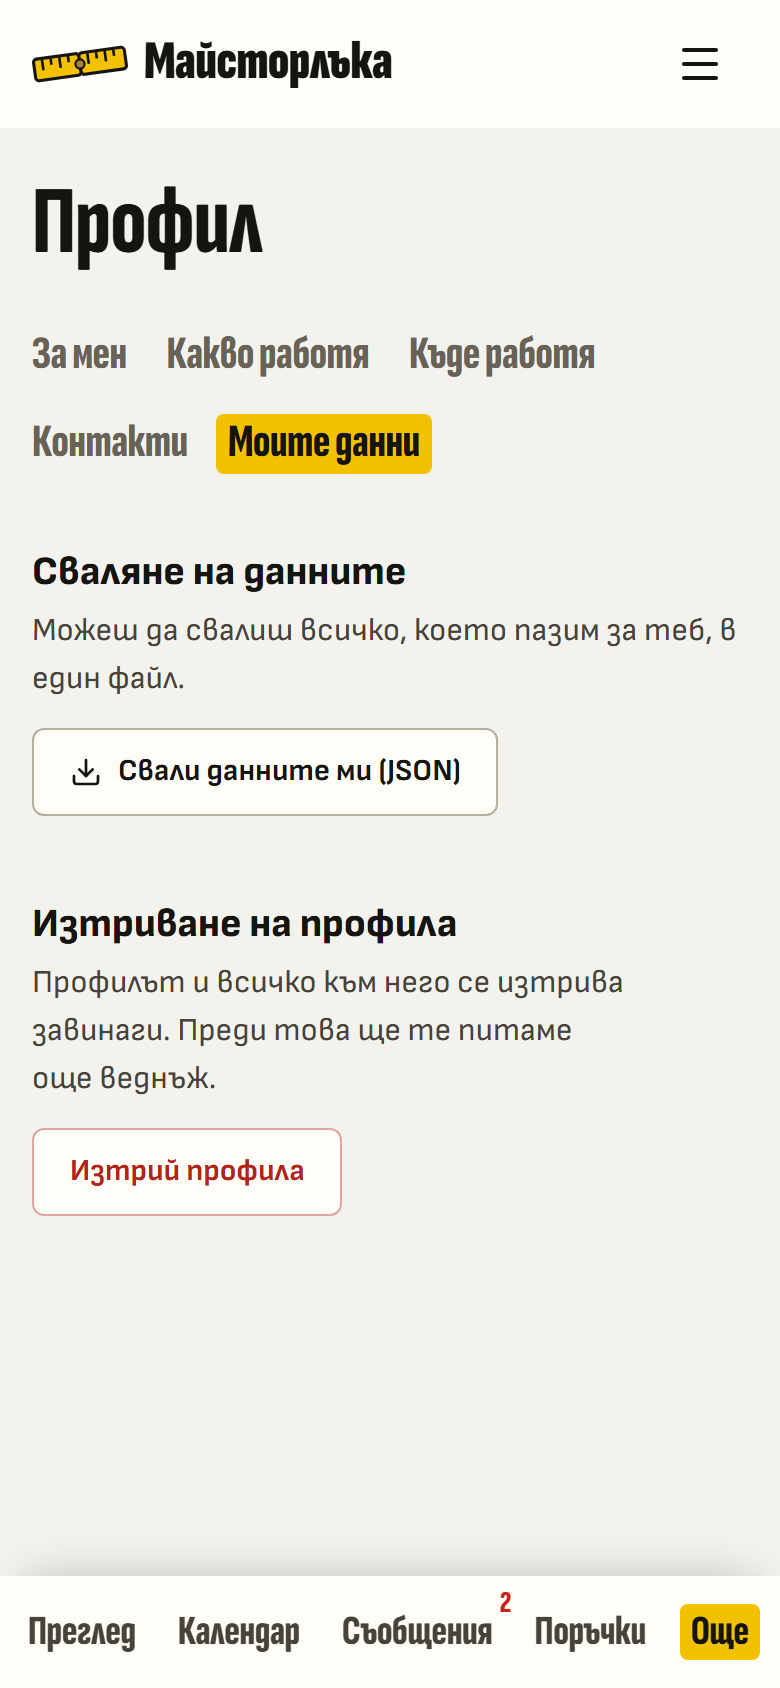 Майсторлъка
Профил
За мен Какво работя Къде работя
Контакти Моите данни
Сваляне на данните
Можеш да свалиш всичко, което пазим за теб, в
един файл.
Свали данните ми (JSON)
Изтриване на профила
Профилът и всичко към него се изтрива
завинаги. Преди това ще те питаме
още веднъж.
Изтрий профила
Преглед Календар Съобщения 2 Поръчки Още